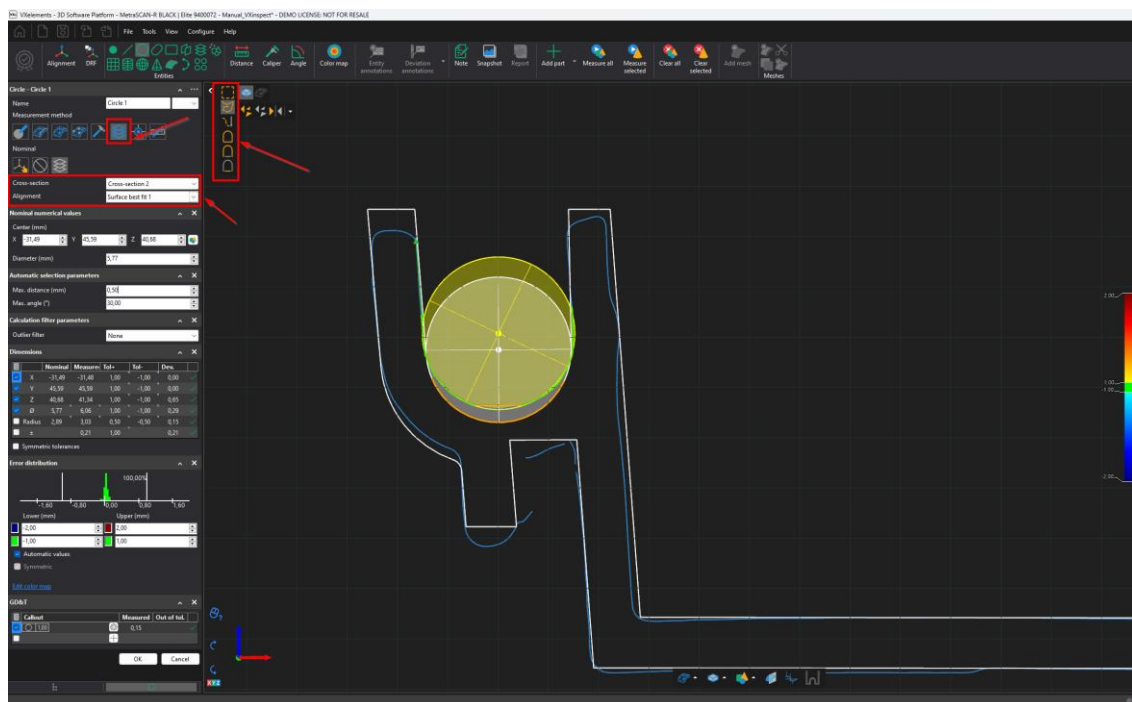 VXelements - 3D Software Platform - MetraSCAN-R BLACK | Elite 9400072 - Manual_VXinspect* - DEMO LICENSE: NOT FOR RESALE
File Tools View Configure Help
Alignment DRF Entities Distance Caliper Angle Color map Entity annotations Deviation annotations Note Snapshot Report Add part Measure all Measure selected Clear all Clear selected Add mesh Meshes
Circle - Circle 1
Name Circle 1
Measurement method
Nominal
Cross-section Cross-section 2
Alignment Surface best fit 1
Nominal numerical values
Center (mm)
X -31,49 Y 45,59 Z 40,68
Diameter (mm) 5,77
Automatic selection parameters
Max. distance (mm) 0,50
Max. angle (°) 30,00
Calculation filter parameters
Outlier filter None
Dimensions
Nominal Measure Tol+ Tol- Dev.
X -31,49 -31,48 1,00 -1,00 0,00
Y 45,59 45,59 1,00 -1,00 0,00
Z 40,68 41,34 1,00 -1,00 0,65
Ø 5,77 6,06 1,00 -1,00 0,29
Radius 2,89 3,03 0,50 -0,50 0,15
± 0,21 1,00 0,21
Symmetric tolerances
Error distribution
100,00%
-1,60 -0,80 0,00 0,80 1,60
Lower (mm) Upper (mm)
-2,00 2,00
-1,00 1,00
Automatic values
Symmetric
Edit color map
GD&T
Callout Measured Out of tol.
1,00 0,15
OK Cancel
2.00
1.00
-1.00
-2.00
XYZ